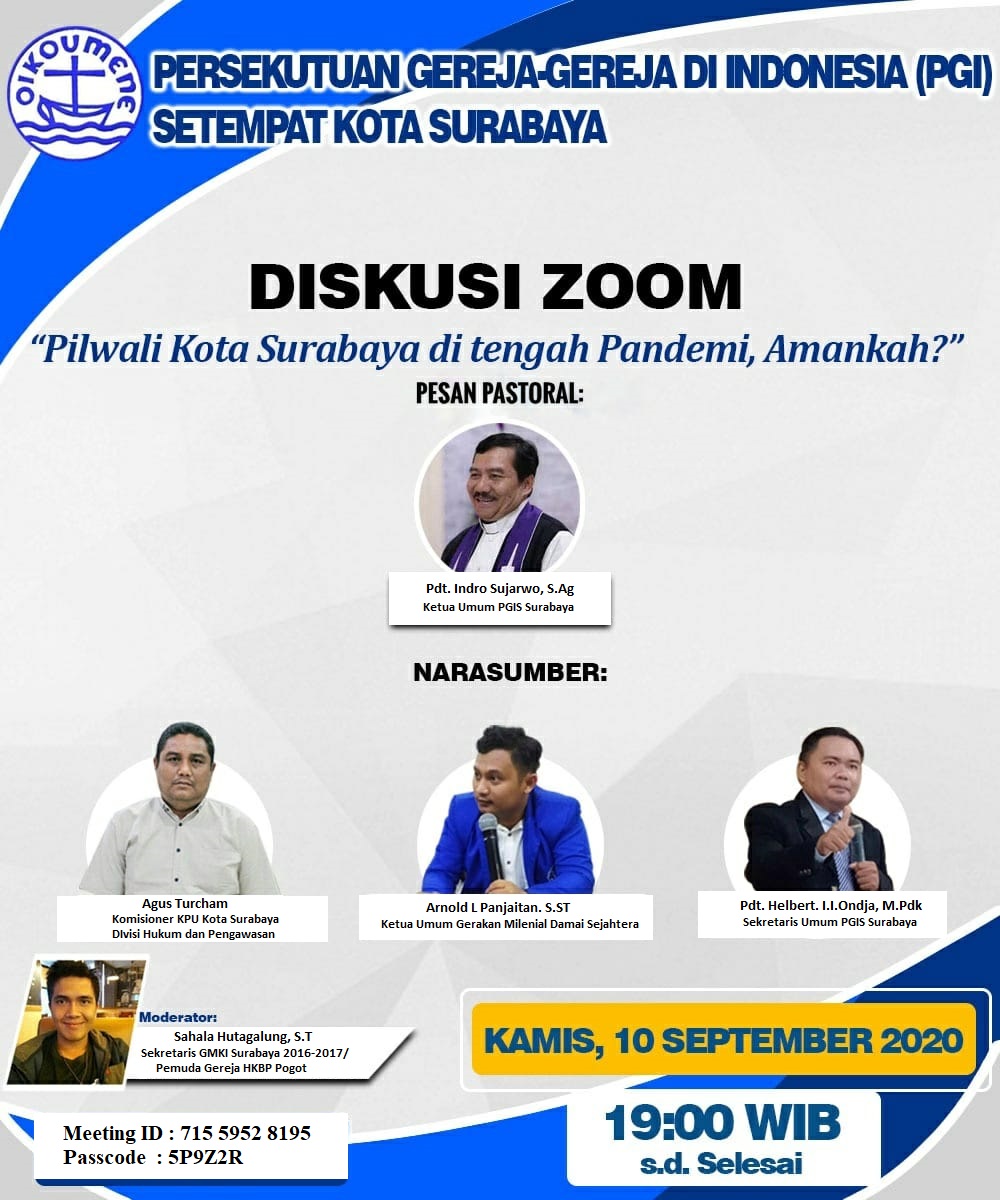 OIKOUMENE
PERSEKUTUAN GEREJA-GEREJA DI INDONESIA (PGI)
SETEMPAT KOTA SURABAYA
DISKUSI ZOOM
“Pilwali Kota Surabaya di tengah Pandemi, Amankah?”
PESAN PASTORAL:
Pdt. Indro Sujarwo, S.Ag
Ketua Umum PGIS Surabaya
NARASUMBER:
Agus Turcham
Komisioner KPU Kota Surabaya
DIvisi Hukum dan Pengawasan
Arnold L Panjaitan. S.ST
Ketua Umum Gerakan Milenial Damai Sejahtera
Pdt. Helbert. I.I.Ondja, M.Pdk
Sekretaris Umum PGIS Surabaya
Moderator:
Sahala Hutagalung, S.T
Sekretaris GMKI Surabaya 2016-2017/
Pemuda Gereja HKBP Pogot
KAMIS, 10 SEPTEMBER 2020
19:00 WIB
s.d. Selesai
Meeting ID : 715 5952 8195
Passcode : 5P9Z2R